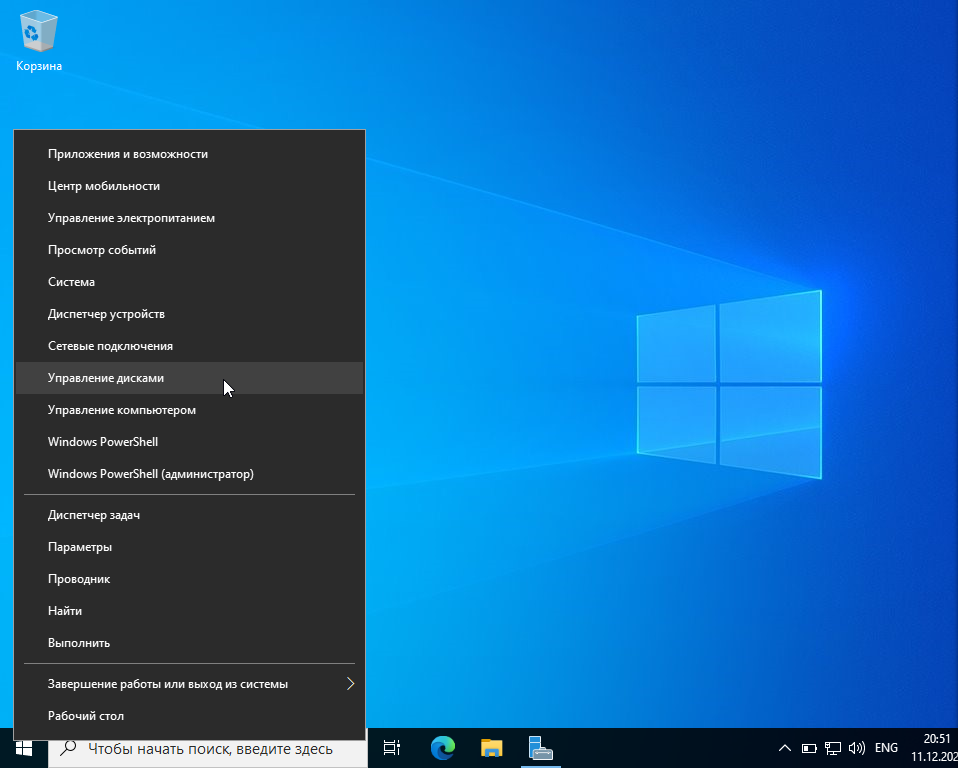 Корзина
Приложения и возможности
Центр мобильности
Управление электропитанием
Просмотр событий
Система
Диспетчер устройств
Сетевые подключения
Управление дисками
Управление компьютером
Windows PowerShell
Windows PowerShell (администратор)
Диспетчер задач
Параметры
Проводник
Найти
Выполнить
Завершение работы или выход из системы
Рабочий стол
Чтобы начать поиск, введите здесь
ENG
20:51
11.12.202